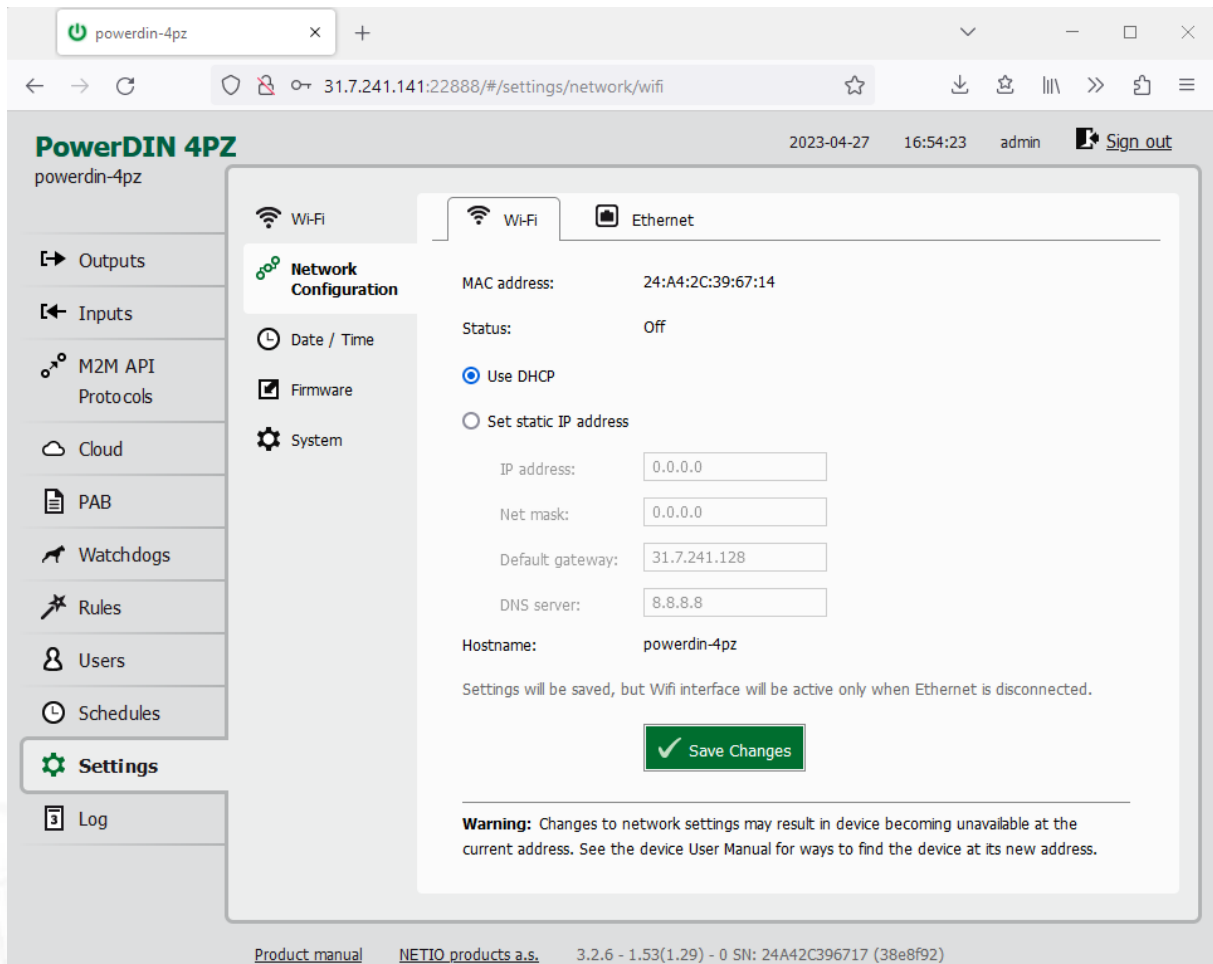 powerdin-4pz
31.7.241.141:22888/#/settings/network/wifi
PowerDIN 4PZ
powerdin-4pz
2023-04-27 16:54:23 admin Sign out
Outputs
Inputs
M2M API
Protocols
Cloud
PAB
Watchdogs
Rules
Users
Schedules
Settings
3 Log
Wi-Fi
Network
Configuration
Date / Time
Firmware
System
Wi-Fi Ethernet
MAC address: 24:A4:2C:39:67:14
Status: Off
Use DHCP
Set static IP address
IP address: 0.0.0.0
Net mask: 0.0.0.0
Default gateway: 31.7.241.128
DNS server: 8.8.8.8
Hostname: powerdin-4pz
Settings will be saved, but Wifi interface will be active only when Ethernet is disconnected.
Save Changes
Warning: Changes to network settings may result in device becoming unavailable at the
current address. See the device User Manual for ways to find the device at its new address.
Product manual NETIO products a.s. 3.2.6 - 1.53(1.29) - 0 SN: 24A42C396717 (38e8f92)